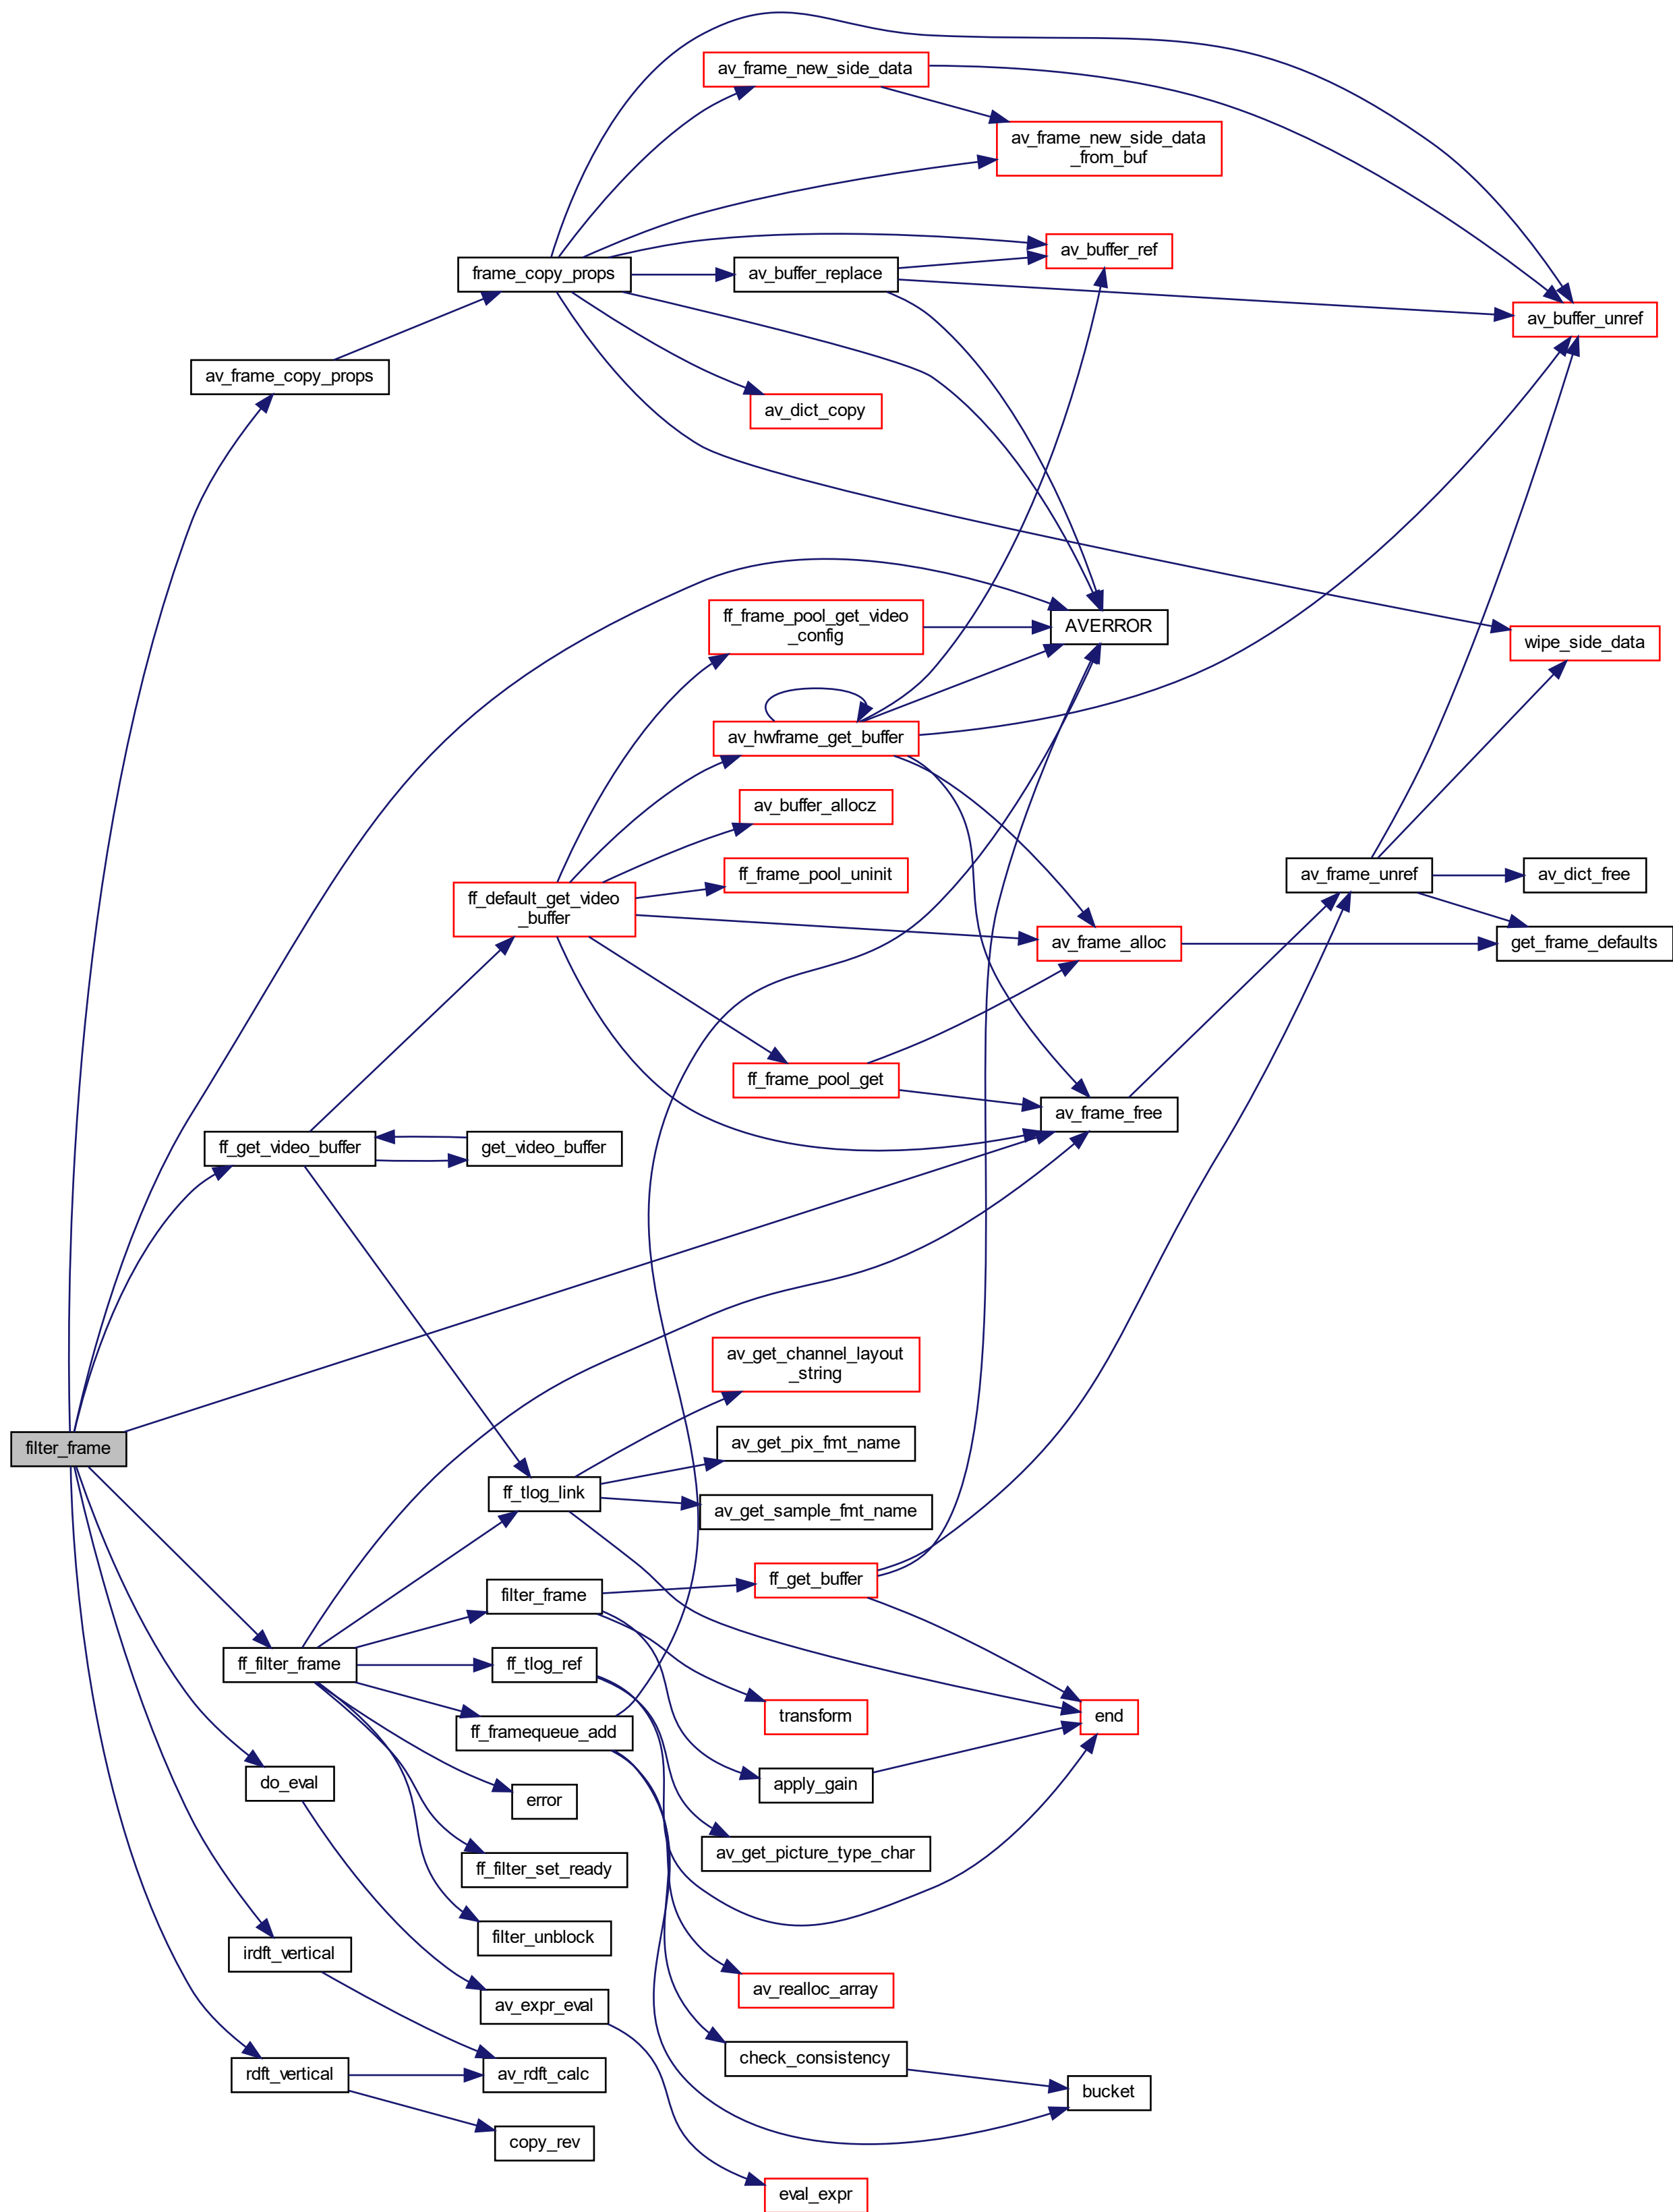 av_frame_new_side_data
av_frame_new_side_data
_from_buf
av_buffer_ref
frame_copy_props
av_buffer_replace
av_buffer_unref
av_frame_copy_props
av_dict_copy
ff_frame_pool_get_video
_config
AVERROR
wipe_side_data
av_hwframe_get_buffer
av_buffer_allocz
ff_frame_pool_uninit
av_frame_unref
av_dict_free
ff_default_get_video
_buffer
av_frame_alloc
get_frame_defaults
ff_frame_pool_get
av_frame_free
ff_get_video_buffer
get_video_buffer
av_get_channel_layout
_string
filter_frame
av_get_pix_fmt_name
ff_tlog_link
av_get_sample_fmt_name
ff_get_buffer
filter_frame
ff_filter_frame
ff_tlog_ref
transform
end
ff_framequeue_add
do_eval
apply_gain
error
av_get_picture_type_char
ff_filter_set_ready
filter_unblock
irdft_vertical
av_realloc_array
av_expr_eval
check_consistency
rdft_vertical
av_rdft_calc
bucket
copy_rev
eval_expr